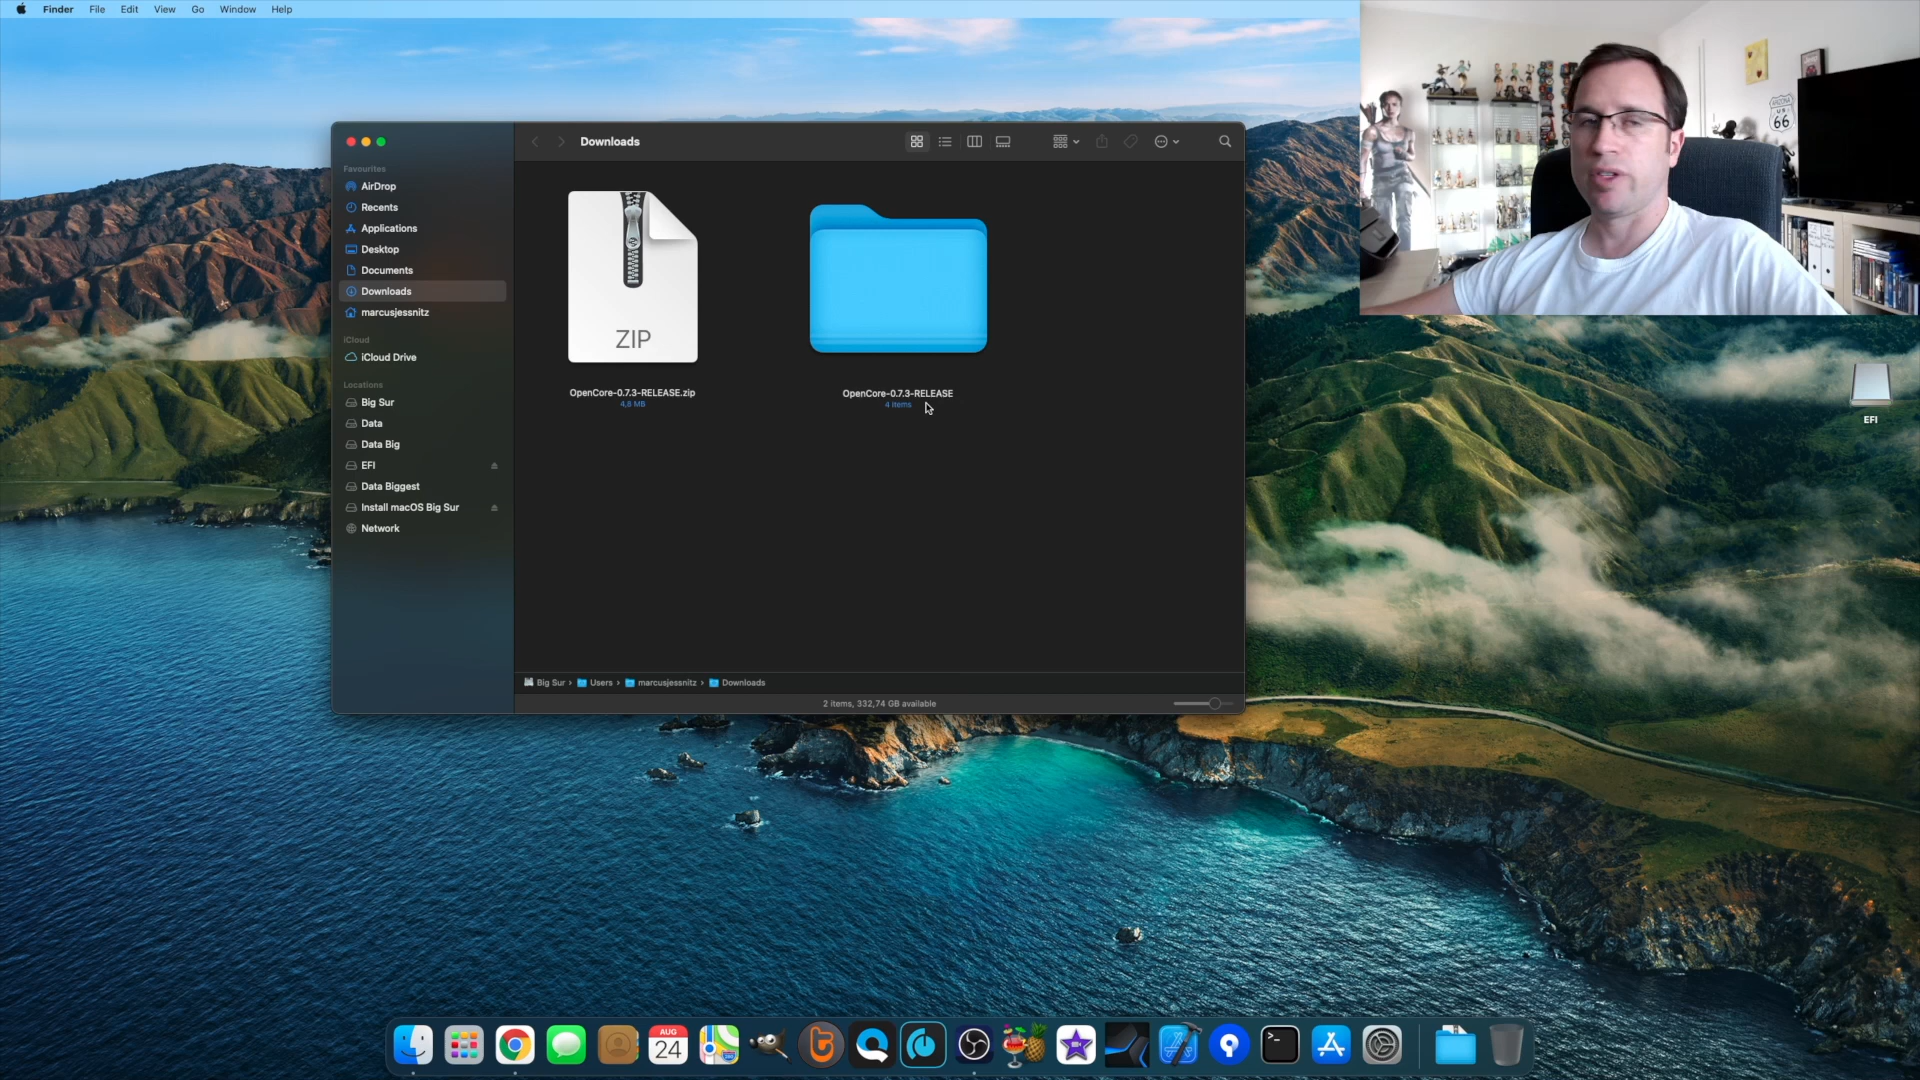 Finder File Edit View Go Window Help
Downloads
Favourites
AirDrop
Recents
Applications
Desktop
Documents
Downloads
marcusjessnitz
iCloud
iCloud Drive
Locations
Big Sur
Data
Data Big
EFI
Data Biggest
Install macOS Big Sur
Network
ZIP
OpenCore-0.7.3-RELEASE.zip
4,8 MB
OpenCore-0.7.3-RELEASE
4 items
Big Sur › Users › marcusjessnitz › Downloads
2 items, 332,74 GB available
ARIZONA
US
66
EFI
AUG
24